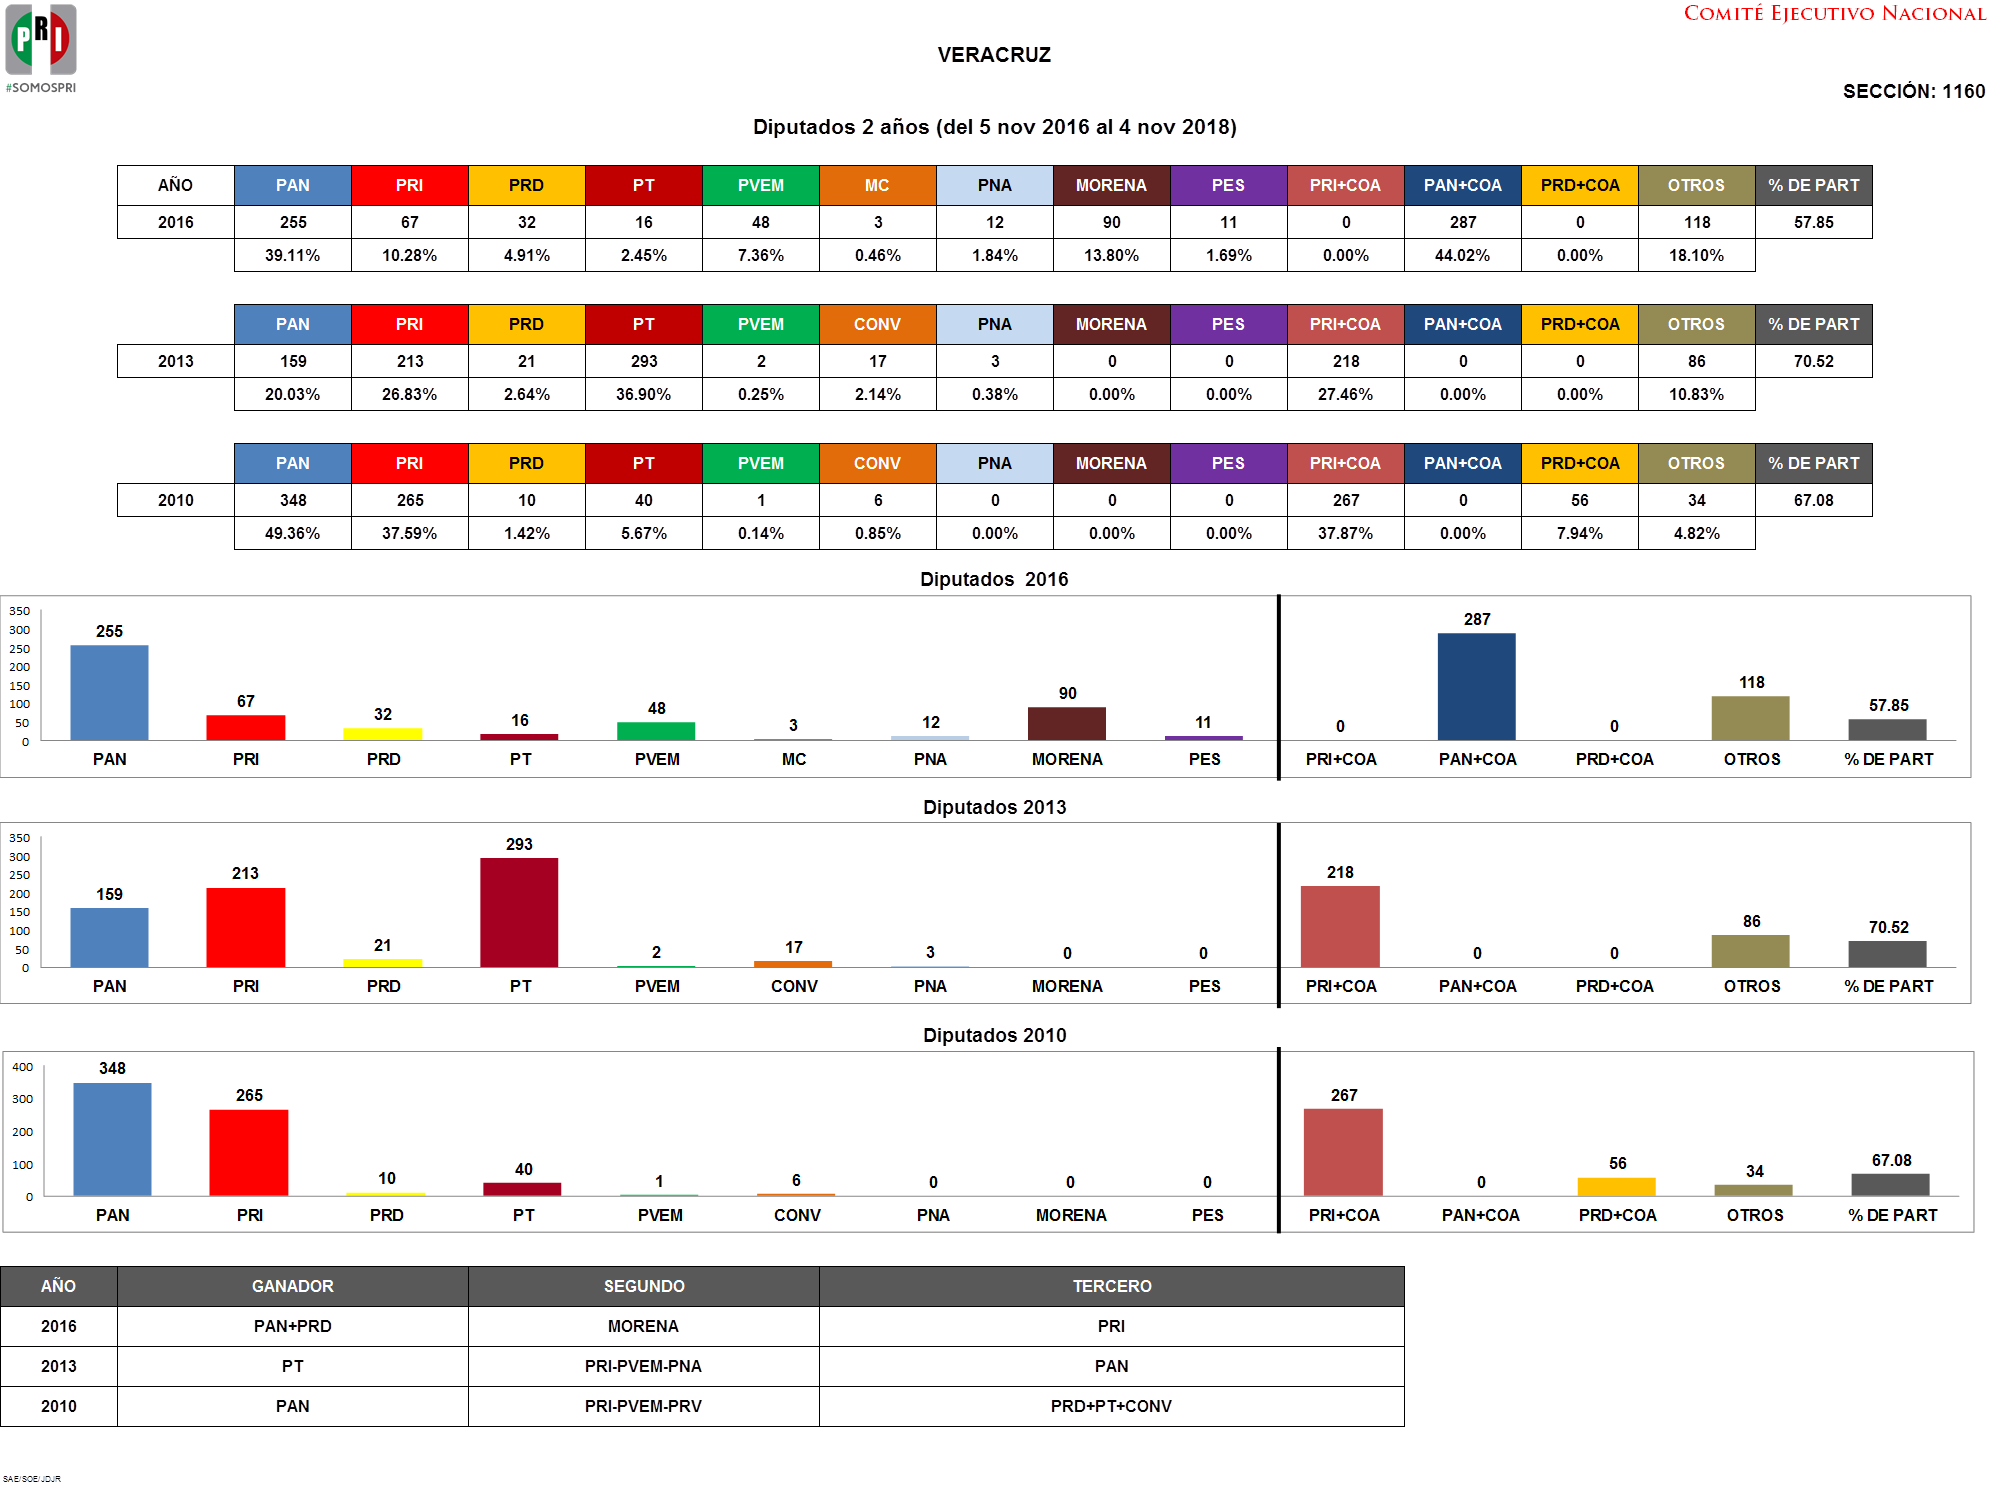 PRI
#SOMOSPRI
COMITÉ EJECUTIVO NACIONAL
VERACRUZ
SECCIÓN: 1160
Diputados 2 años (del 5 nov 2016 al 4 nov 2018)
AÑO PAN PRI PRD PT PVEM MC PNA MORENA PES PRI+COA PAN+COA PRD+COA OTROS % DE PART
2016 255 67 32 16 48 3 12 90 11 0 287 0 118 57.85
39.11% 10.28% 4.91% 2.45% 7.36% 0.46% 1.84% 13.80% 1.69% 0.00% 44.02% 0.00% 18.10%
PAN PRI PRD PT PVEM CONV PNA MORENA PES PRI+COA PAN+COA PRD+COA OTROS % DE PART
2013 159 213 21 293 2 17 3 0 0 218 0 0 86 70.52
20.03% 26.83% 2.64% 36.90% 0.25% 2.14% 0.38% 0.00% 0.00% 27.46% 0.00% 0.00% 10.83%
PAN PRI PRD PT PVEM CONV PNA MORENA PES PRI+COA PAN+COA PRD+COA OTROS % DE PART
2010 348 265 10 40 1 6 0 0 0 267 0 56 34 67.08
49.36% 37.59% 1.42% 5.67% 0.14% 0.85% 0.00% 0.00% 0.00% 37.87% 0.00% 7.94% 4.82%
Diputados 2016
350
300
250
200
150
100
50
0
255 67 32 16 48 3 12 90 11 0 287 0 118 57.85
PAN PRI PRD PT PVEM MC PNA MORENA PES PRI+COA PAN+COA PRD+COA OTROS % DE PART
Diputados 2013
350
300
250
200
150
100
50
0
159 213 21 293 2 17 3 0 0 218 0 0 86 70.52
PAN PRI PRD PT PVEM CONV PNA MORENA PES PRI+COA PAN+COA PRD+COA OTROS % DE PART
Diputados 2010
400
300
200
100
0
348 265 10 40 1 6 0 0 0 267 0 56 34 67.08
PAN PRI PRD PT PVEM CONV PNA MORENA PES PRI+COA PAN+COA PRD+COA OTROS % DE PART
AÑO GANADOR SEGUNDO TERCERO
2016 PAN+PRD MORENA PRI
2013 PT PRI-PVEM-PNA PAN
2010 PAN PRI-PVEM-PRV PRD+PT+CONV
SAE/SOE/JDJR